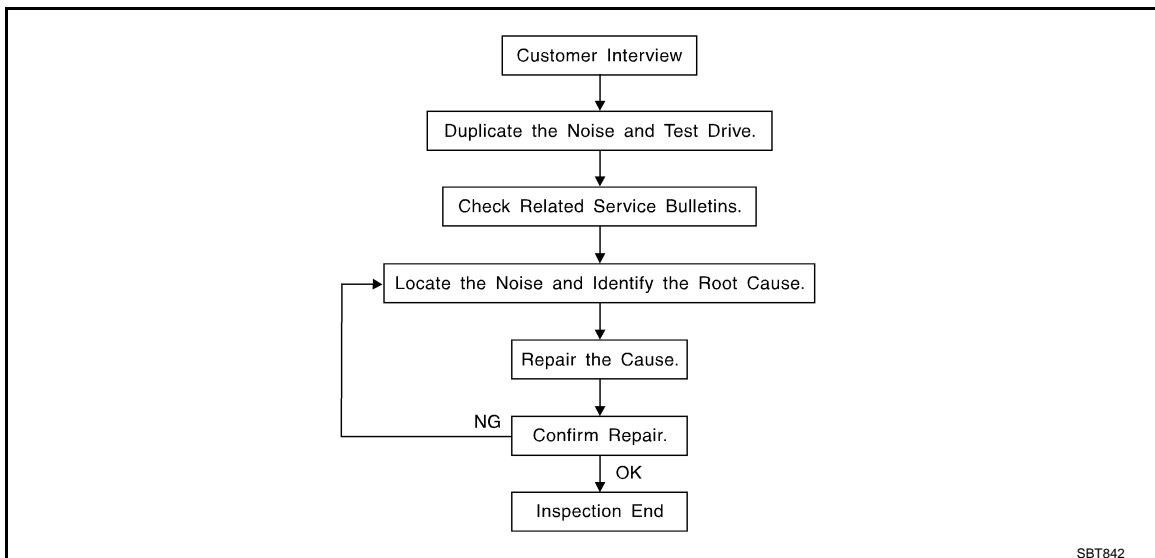 Customer Interview
Duplicate the Noise and Test Drive.
Check Related Service Bulletins.
Locate the Noise and Identify the Root Cause.
Repair the Cause.
NG
Confirm Repair.
OK
Inspection End
SBT842